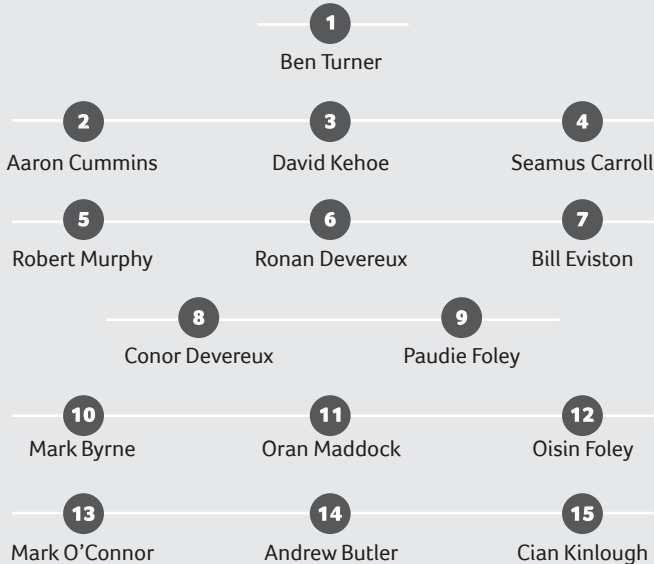 1
Ben Turner
2 3 4
Aaron Cummins David Kehoe Seamus Carroll
5 6 7
Robert Murphy Ronan Devereux Bill Eviston
8 9
Conor Devereux Paudie Foley
10 11 12
Mark Byrne Oran Maddock Oisin Foley
13 14 15
Mark O’Connor Andrew Butler Cian Kinlough